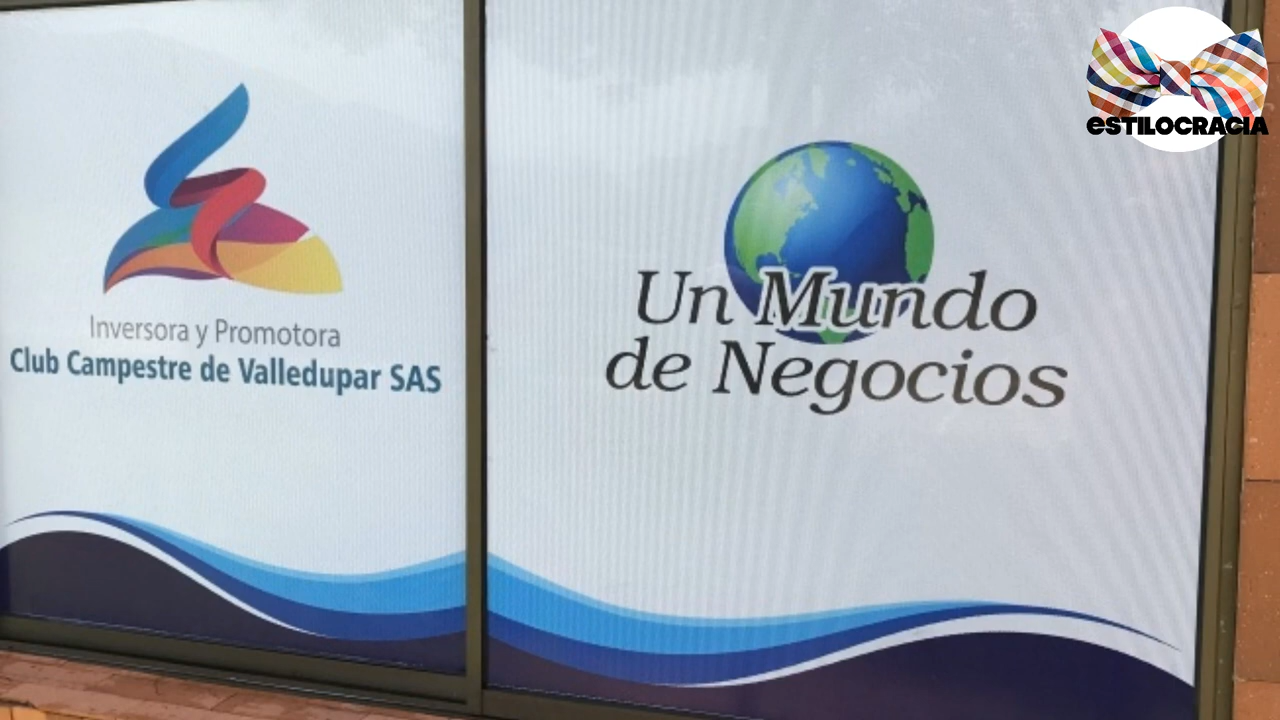 Inversora y Promotora
Club Campestre de Valledupar SAS
Un Mundo
de Negocios
eSTILOCRACIA